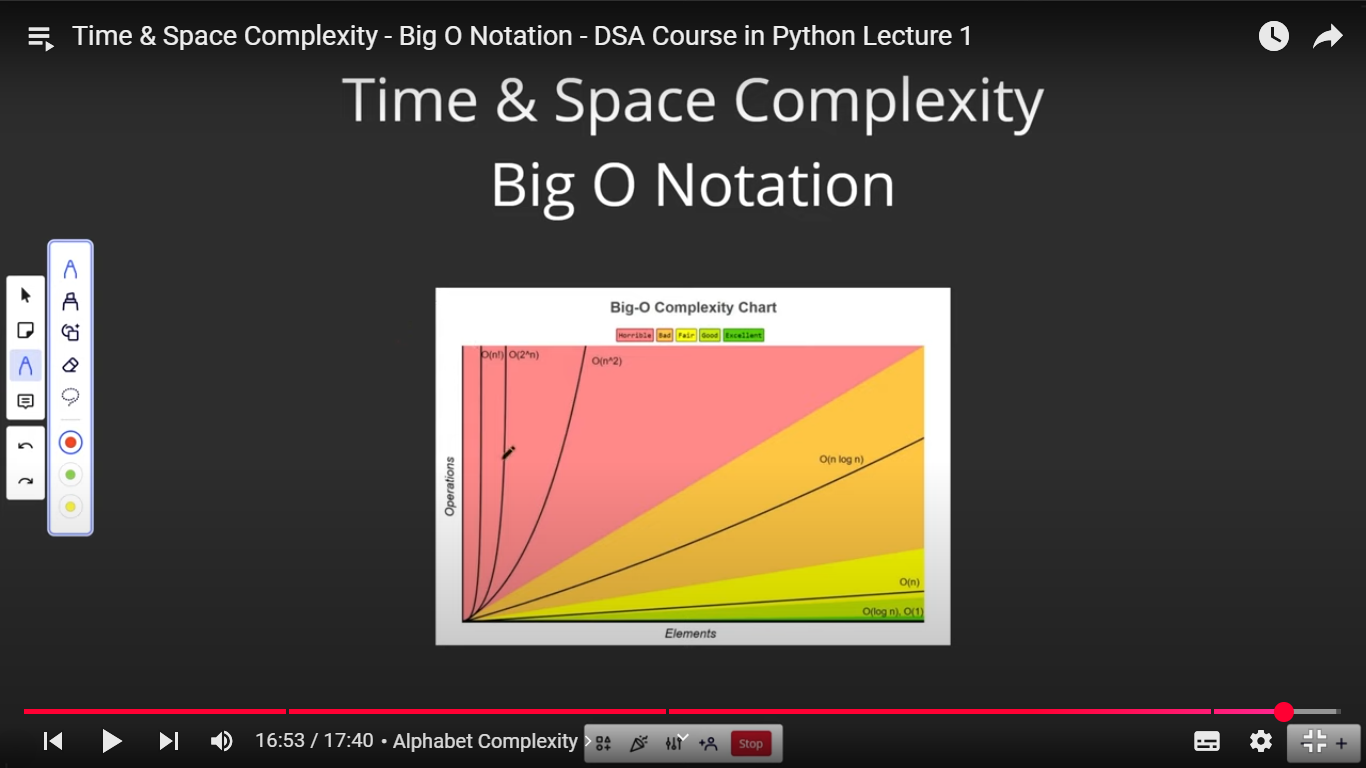 Time & Space Complexity - Big O Notation - DSA Course in Python Lecture 1
Time & Space Complexity
Big O Notation
Big-O Complexity Chart
Horrible Bad Fair Good Excellent
O(n!) O(2^n) O(n^2)
O(n log n)
O(n)
O(log n), O(1)
Operations
Elements
16:53 / 17:40 • Alphabet Complexity
Stop